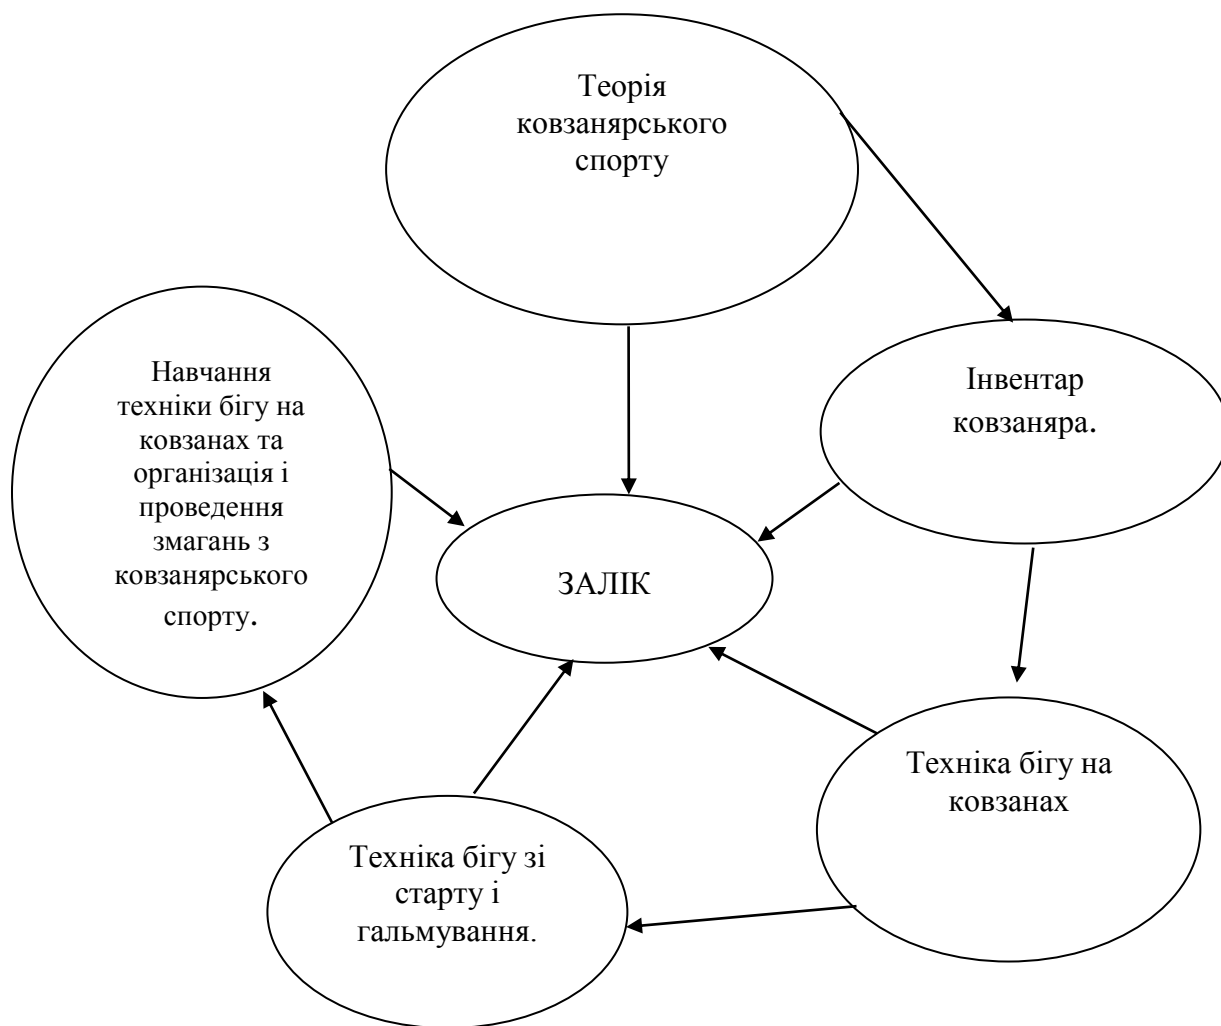 Теорія
ковзанярського
спорту
Інвентар
ковзаняра.
Навчання
техніки бігу на
ковзанах та
організація і
проведення
змагань з
ковзанярського
спорту.
ЗАЛІК
Техніка бігу на
ковзанах
Техніка бігу зі
старту і
гальмування.